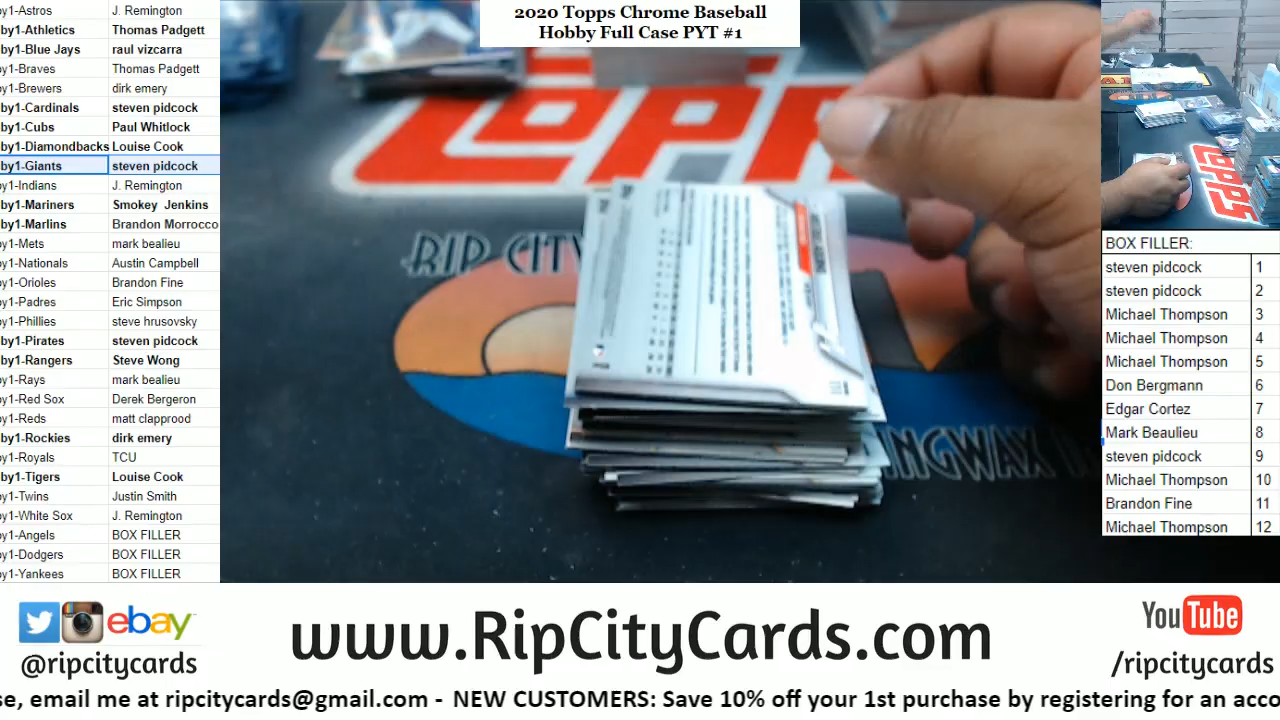 by1-Astros J. Remington
by1-Athletics Thomas Padgett
by1-Blue Jays raul vizcarra
by1-Braves Thomas Padgett
by1-Brewers dirk emery
by1-Cardinals steven pidcock
by1-Cubs Paul Whitlock
by1-Diamondbacks Louise Cook
by1-Giants steven pidcock
by1-Indians J. Remington
by1-Mariners Smokey Jenkins
by1-Marlins Brandon Morrocco
by1-Mets mark bealieu
by1-Nationals Austin Campbell
by1-Orioles Brandon Fine
by1-Padres Eric Simpson
by1-Phillies steve hrusovsky
by1-Pirates steven pidcock
by1-Rangers Steve Wong
by1-Rays mark bealieu
by1-Red Sox Derek Bergeron
by1-Reds matt clapprood
by1-Rockies dirk emery
by1-Royals TCU
by1-Tigers Louise Cook
by1-Twins Justin Smith
by1-White Sox J. Remington
by1-Angels BOX FILLER
by1-Dodgers BOX FILLER
by1-Yankees BOX FILLER
2020 Topps Chrome Baseball
Hobby Full Case PYT #1
RIP CITY
BOX FILLER:
steven pidcock 1
steven pidcock 2
Michael Thompson 3
Michael Thompson 4
Michael Thompson 5
Don Bergmann 6
Edgar Cortez 7
Mark Beaulieu 8
steven pidcock 9
Michael Thompson 10
Brandon Fine 11
Michael Thompson 12
topps
ebay
@ripcitycards
www.RipCityCards.com
YouTube
/ripcitycards
se, email me at ripcitycards@gmail.com - NEW CUSTOMERS: Save 10% off your 1st purchase by registering for an acco